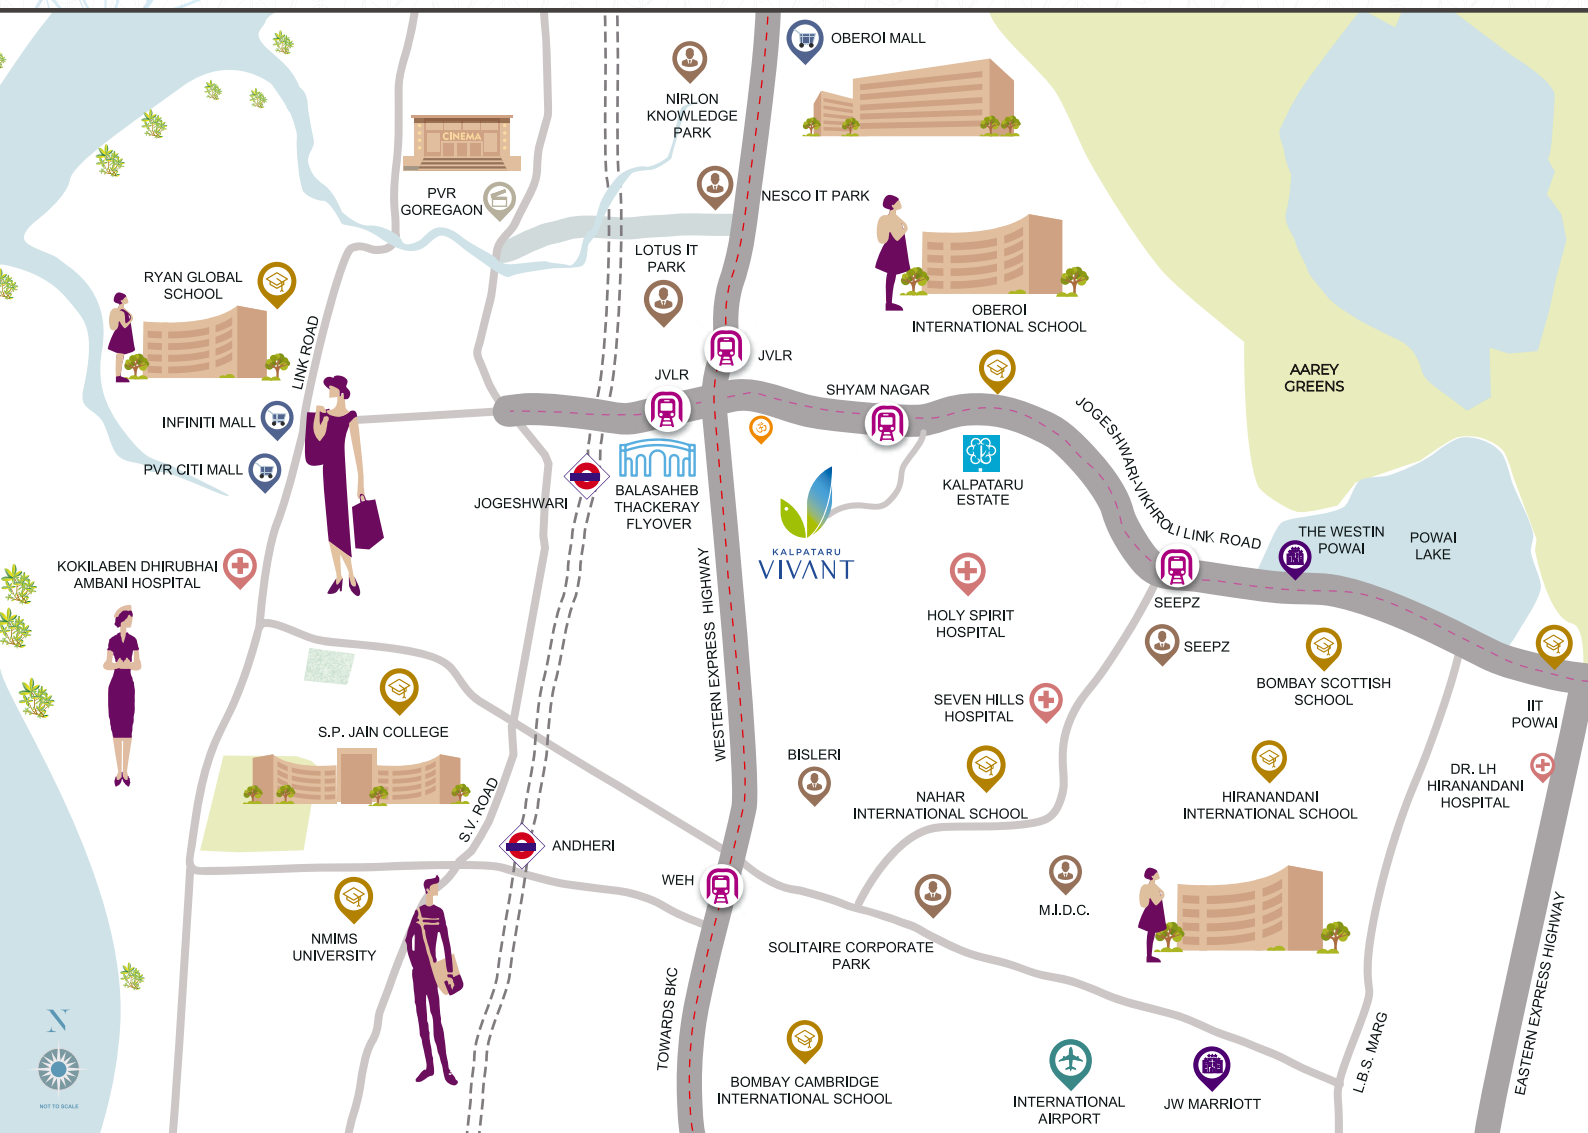 OBEROI MALL
NIRLON
KNOWLEDGE
PARK
CINEMA
PVR
GOREGAON
NESCO IT PARK
LOTUS IT
PARK
RYAN GLOBAL
SCHOOL
OBEROI
INTERNATIONAL SCHOOL
LINK ROAD
JVLR
JVLR
SHYAM NAGAR
AAREY
GREENS
INFINITI MALL
PVR CITI MALL
JOGESHWARI
BALASAHEB
THACKERAY
FLYOVER
ॐ
KALPATARU
ESTATE
JOGESHWARI-VIKHROLI LINK ROAD
KALPATARU
VIVANT
THE WESTIN
POWAI
POWAI
LAKE
KOKILABEN DHIRUBHAI
AMBANI HOSPITAL
WESTERN EXPRESS HIGHWAY
HOLY SPIRIT
HOSPITAL
SEEPZ
SEEPZ
BOMBAY SCOTTISH
SCHOOL
SEVEN HILLS
HOSPITAL
IIT
POWAI
S.P. JAIN COLLEGE
BISLERI
NAHAR
INTERNATIONAL SCHOOL
HIRANANDANI
INTERNATIONAL SCHOOL
DR. LH
HIRANANDANI
HOSPITAL
S.V. ROAD
ANDHERI
WEH
M.I.D.C.
NMIMS
UNIVERSITY
SOLITAIRE CORPORATE
PARK
TOWARDS BKC
EASTERN EXPRESS HIGHWAY
L.B.S. MARG
N
NOT TO SCALE
BOMBAY CAMBRIDGE
INTERNATIONAL SCHOOL
INTERNATIONAL
AIRPORT
JW MARRIOTT